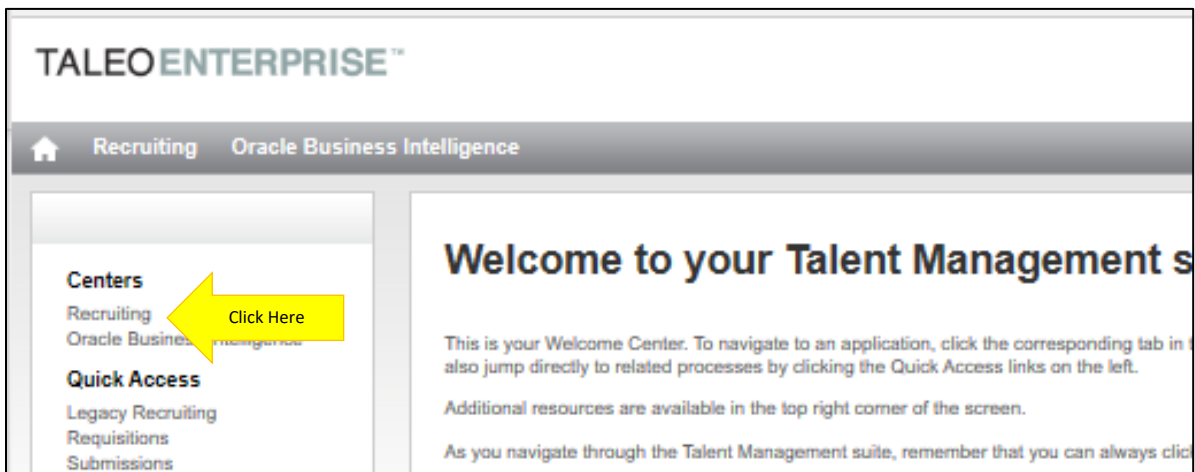 TALEO ENTERPRISE™
Recruiting Oracle Business Intelligence
Centers
Recruiting
Oracle Business Intelligence
Quick Access
Legacy Recruiting
Requisitions
Submissions
Click Here
Welcome to your Talent Management s
This is your Welcome Center. To navigate to an application, click the corresponding tab in t
also jump directly to related processes by clicking the Quick Access links on the left.
Additional resources are available in the top right corner of the screen.
As you navigate through the Talent Management suite, remember that you can always clic